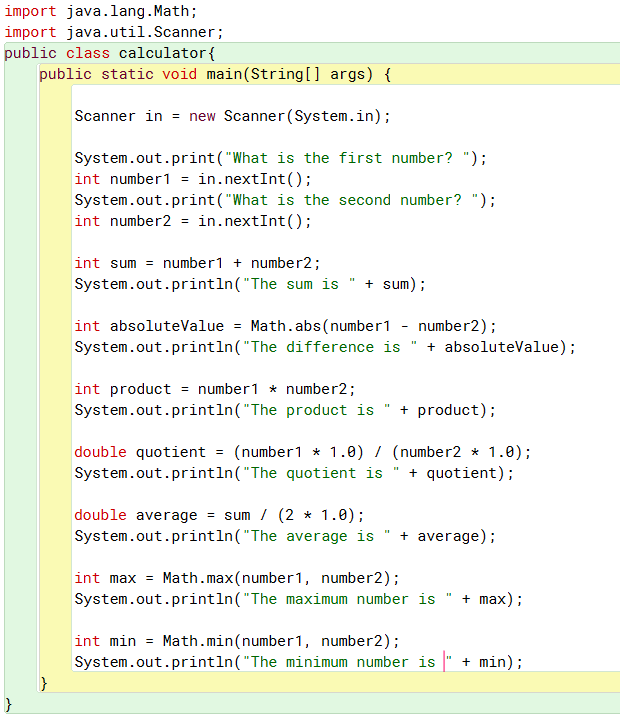 import java.lang.Math;
import java.util.Scanner;
public class calculator{
public static void main(String[] args) {
Scanner in = new Scanner(System.in);
System.out.print("What is the first number? ");
int number1 = in.nextInt();
System.out.print("What is the second number? ");
int number2 = in.nextInt();
int sum = number1 + number2;
System.out.println("The sum is " + sum);
int absoluteValue = Math.abs(number1 - number2);
System.out.println("The difference is " + absoluteValue);
int product = number1 * number2;
System.out.println("The product is " + product);
double quotient = (number1 * 1.0) / (number2 * 1.0);
System.out.println("The quotient is " + quotient);
double average = sum / (2 * 1.0);
System.out.println("The average is " + average);
int max = Math.max(number1, number2);
System.out.println("The maximum number is " + max);
int min = Math.min(number1, number2);
System.out.println("The minimum number is " + min);
}
}